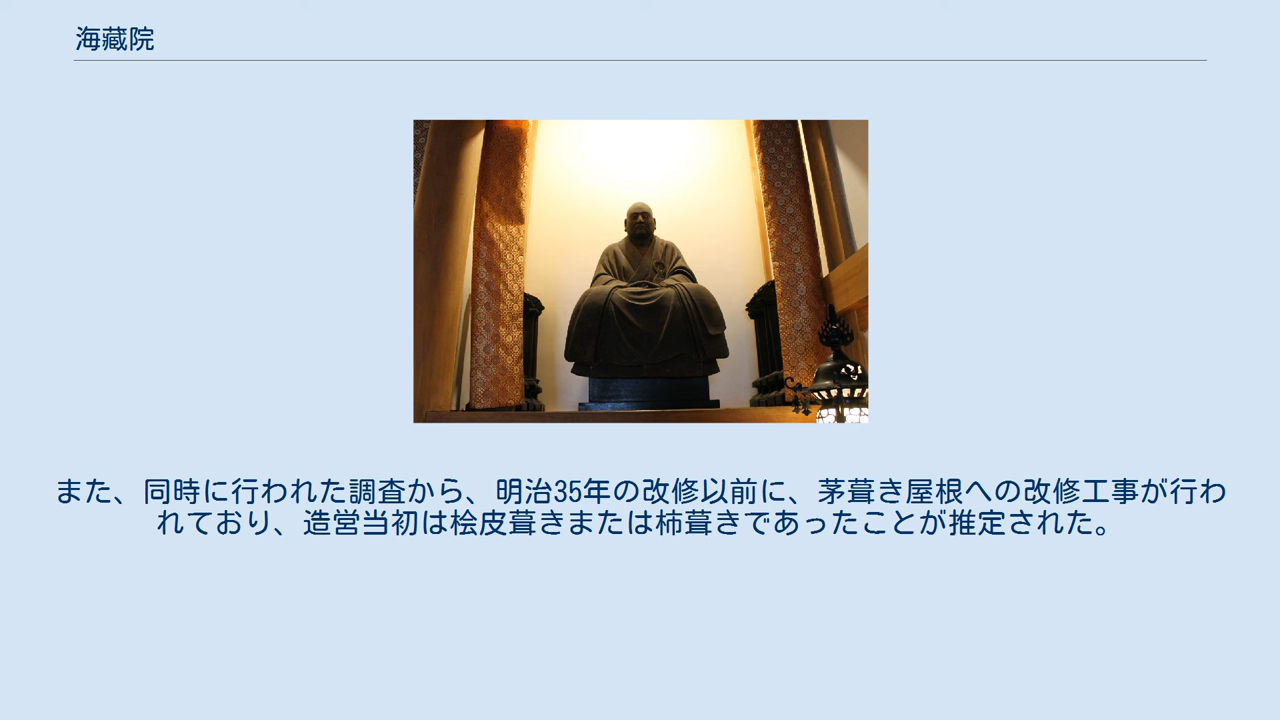 海藏院
また、同時に行われた調査から、明治35年の改修以前に、茅葺き屋根への改修工事が行わ
れており、造営当初は桧皮葺きまたは柿葺きであったことが推定された。